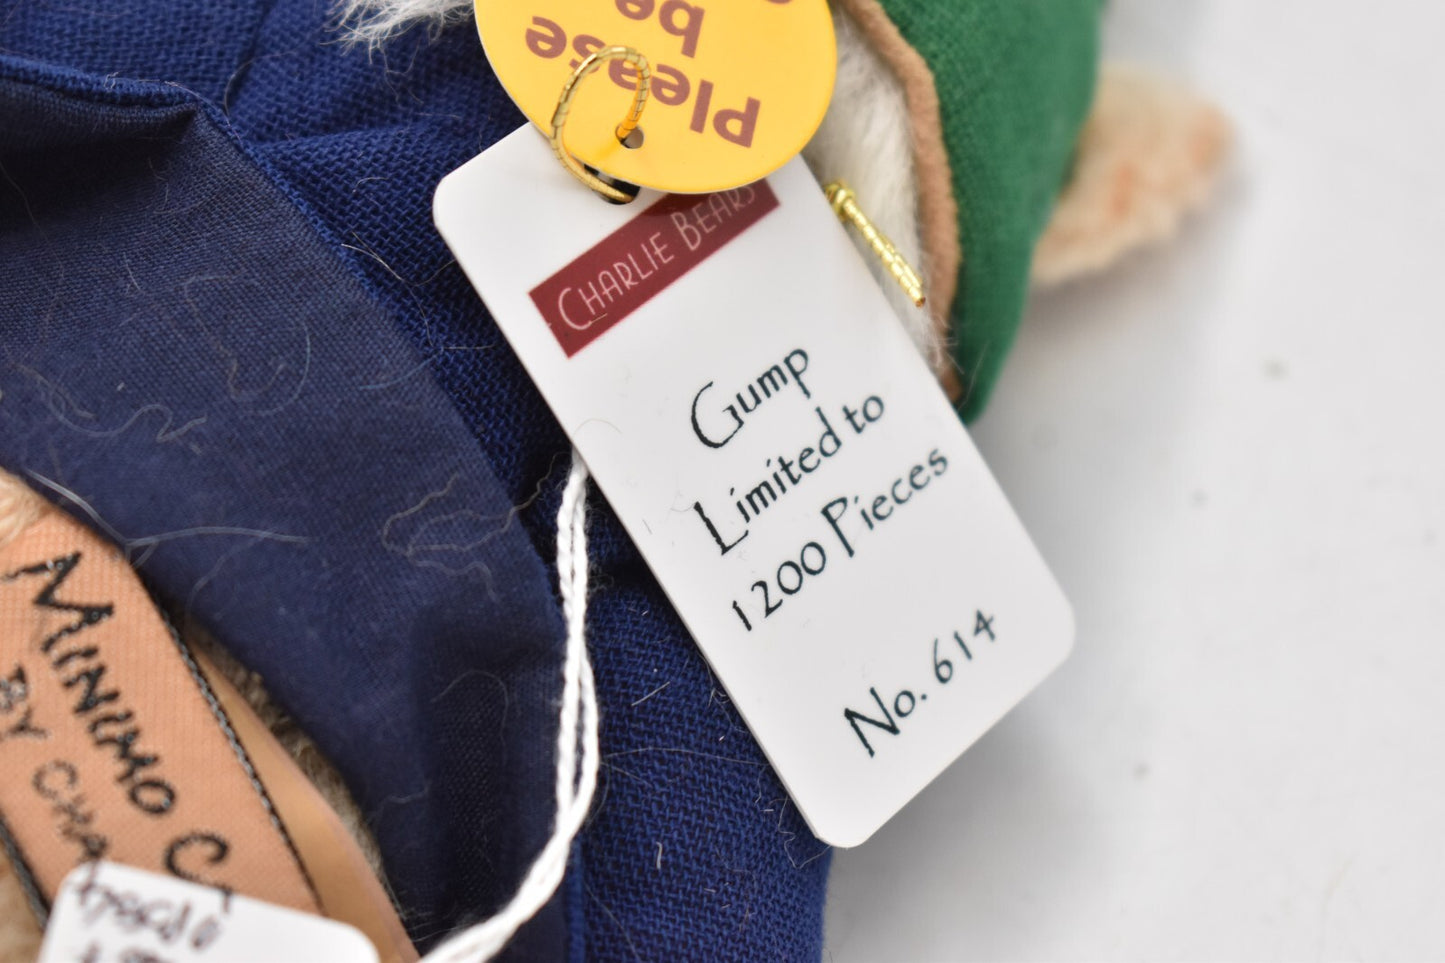 Please
be
CHARLIE BEARS
Gump
Limited to
1200 Pieces
No. 614
MINIMO
BY